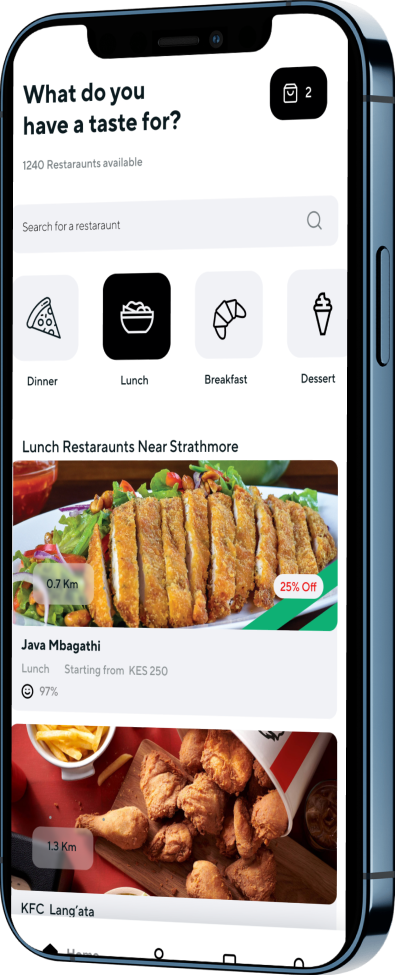 What do you
have a taste for?
2
1240 Restaraunts available
Search for a restaraunt
Dinner
Lunch
Breakfast
Dessert
Lunch Restaraunts Near Strathmore
0.7 Km
25% Off
Java Mbagathi
Lunch Starting from KES 250
97%
1.3 Km
KFC Lang'ata
Home